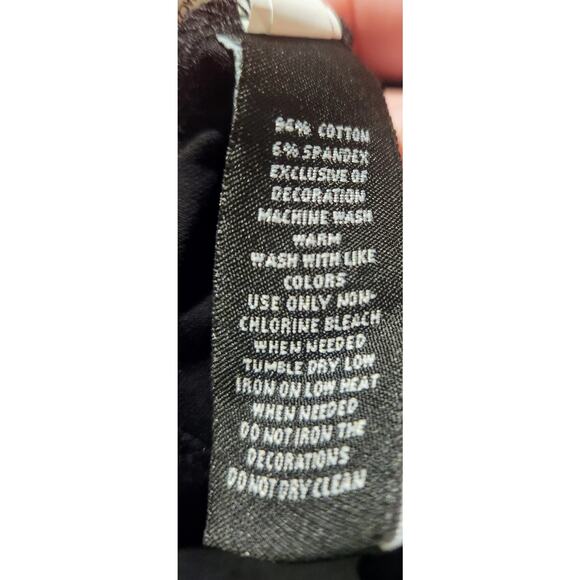 94% COTTON
6% SPANDEX
EXCLUSIVE OF
DECORATION
MACHINE WASH
WARM
WASH WITH LIKE
COLORS
USE ONLY NON-
CHLORINE BLEACH
WHEN NEEDED
TUMBLE DRY LOW
IRON ON LOW HEAT
WHEN NEEDED
DO NOT IRON THE
DECORATIONS
DO NOT DRY CLEAN